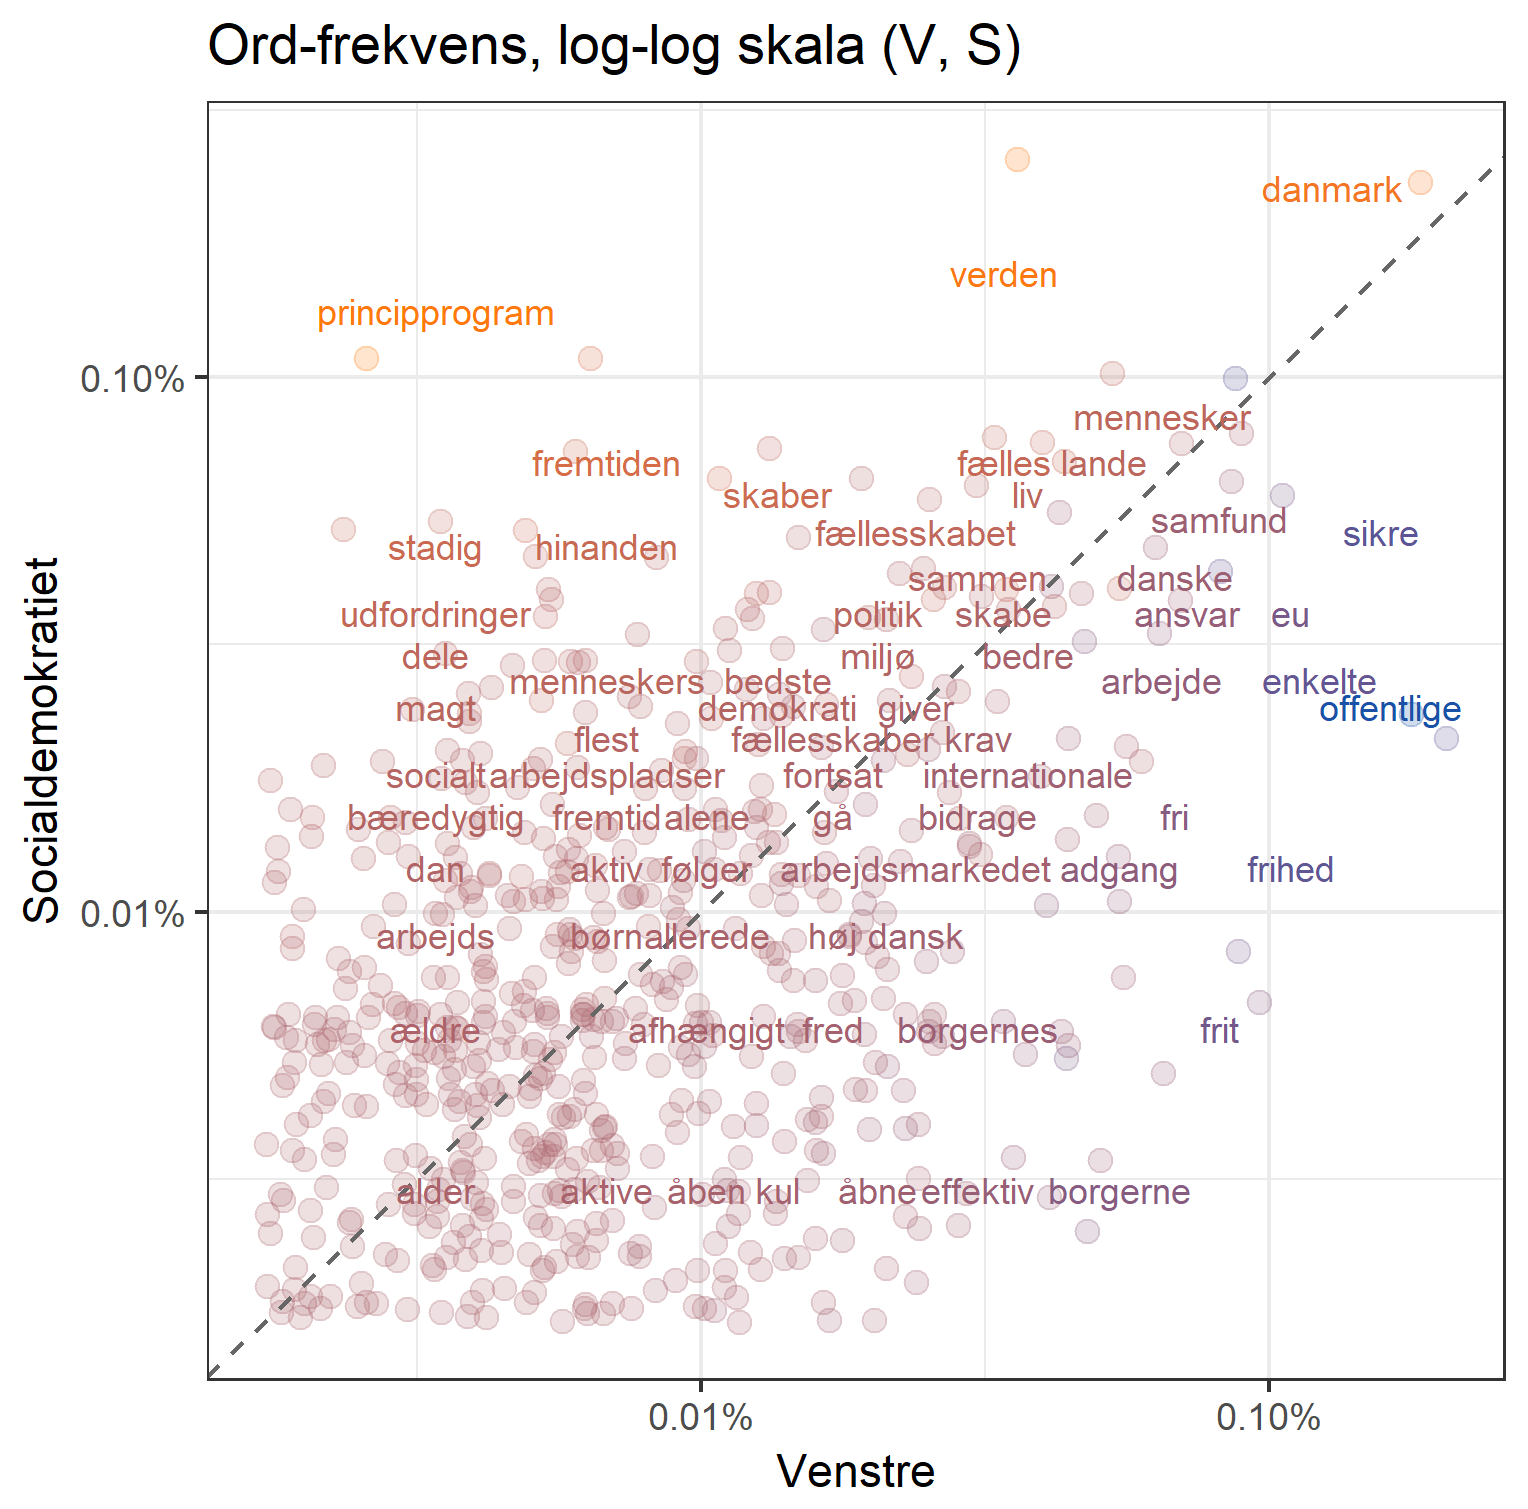 Ord-frekvens, log-log skala (V, S)
danmark
verden
principprogram
0.10%
mennesker
fremtiden fælles lande
skaber liv
samfund
fællesskabet sikre
stadig hinanden
sammen danske
udfordringer politik skabe ansvar eu
dele miljø bedre
menneskers bedste arbejde enkelte
magt demokrati giver offentlige
flest fællesskaber krav
socialt arbejdspladser fortsat internationale
bæredygtig fremtid alene gå bidrage fri
dan aktiv følger arbejdsmarkedet adgang frihed
0.01%
arbejds børn allerede høj dansk
ældre afhængigt fred borgernes frit
alder aktive åben kul åbne effektiv borgerne
Socialdemokratiet
0.01% 0.10%
Venstre